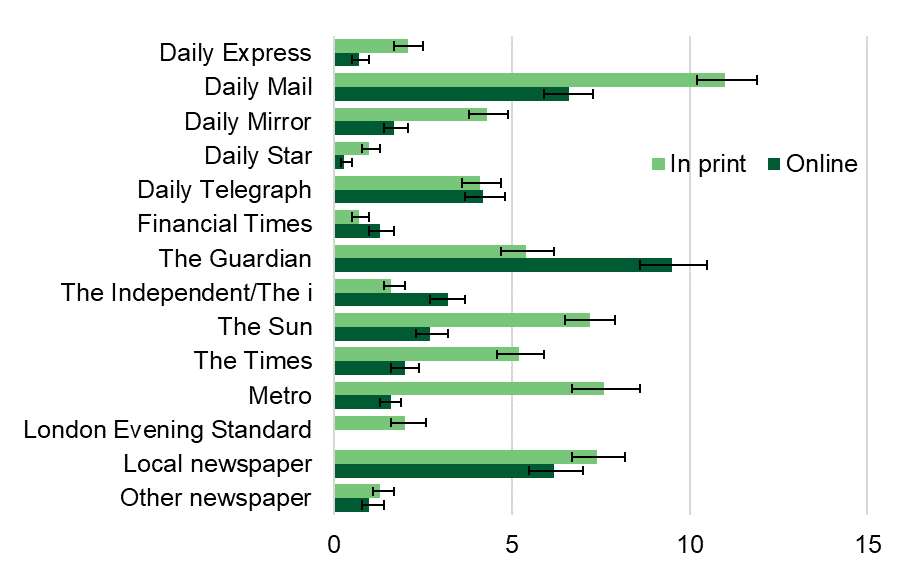 Daily Express
Daily Mail
Daily Mirror
Daily Star
Daily Telegraph
Financial Times
The Guardian
The Independent/The i
The Sun
The Times
Metro
London Evening Standard
Local newspaper
Other newspaper
In print Online
0 5 10 15